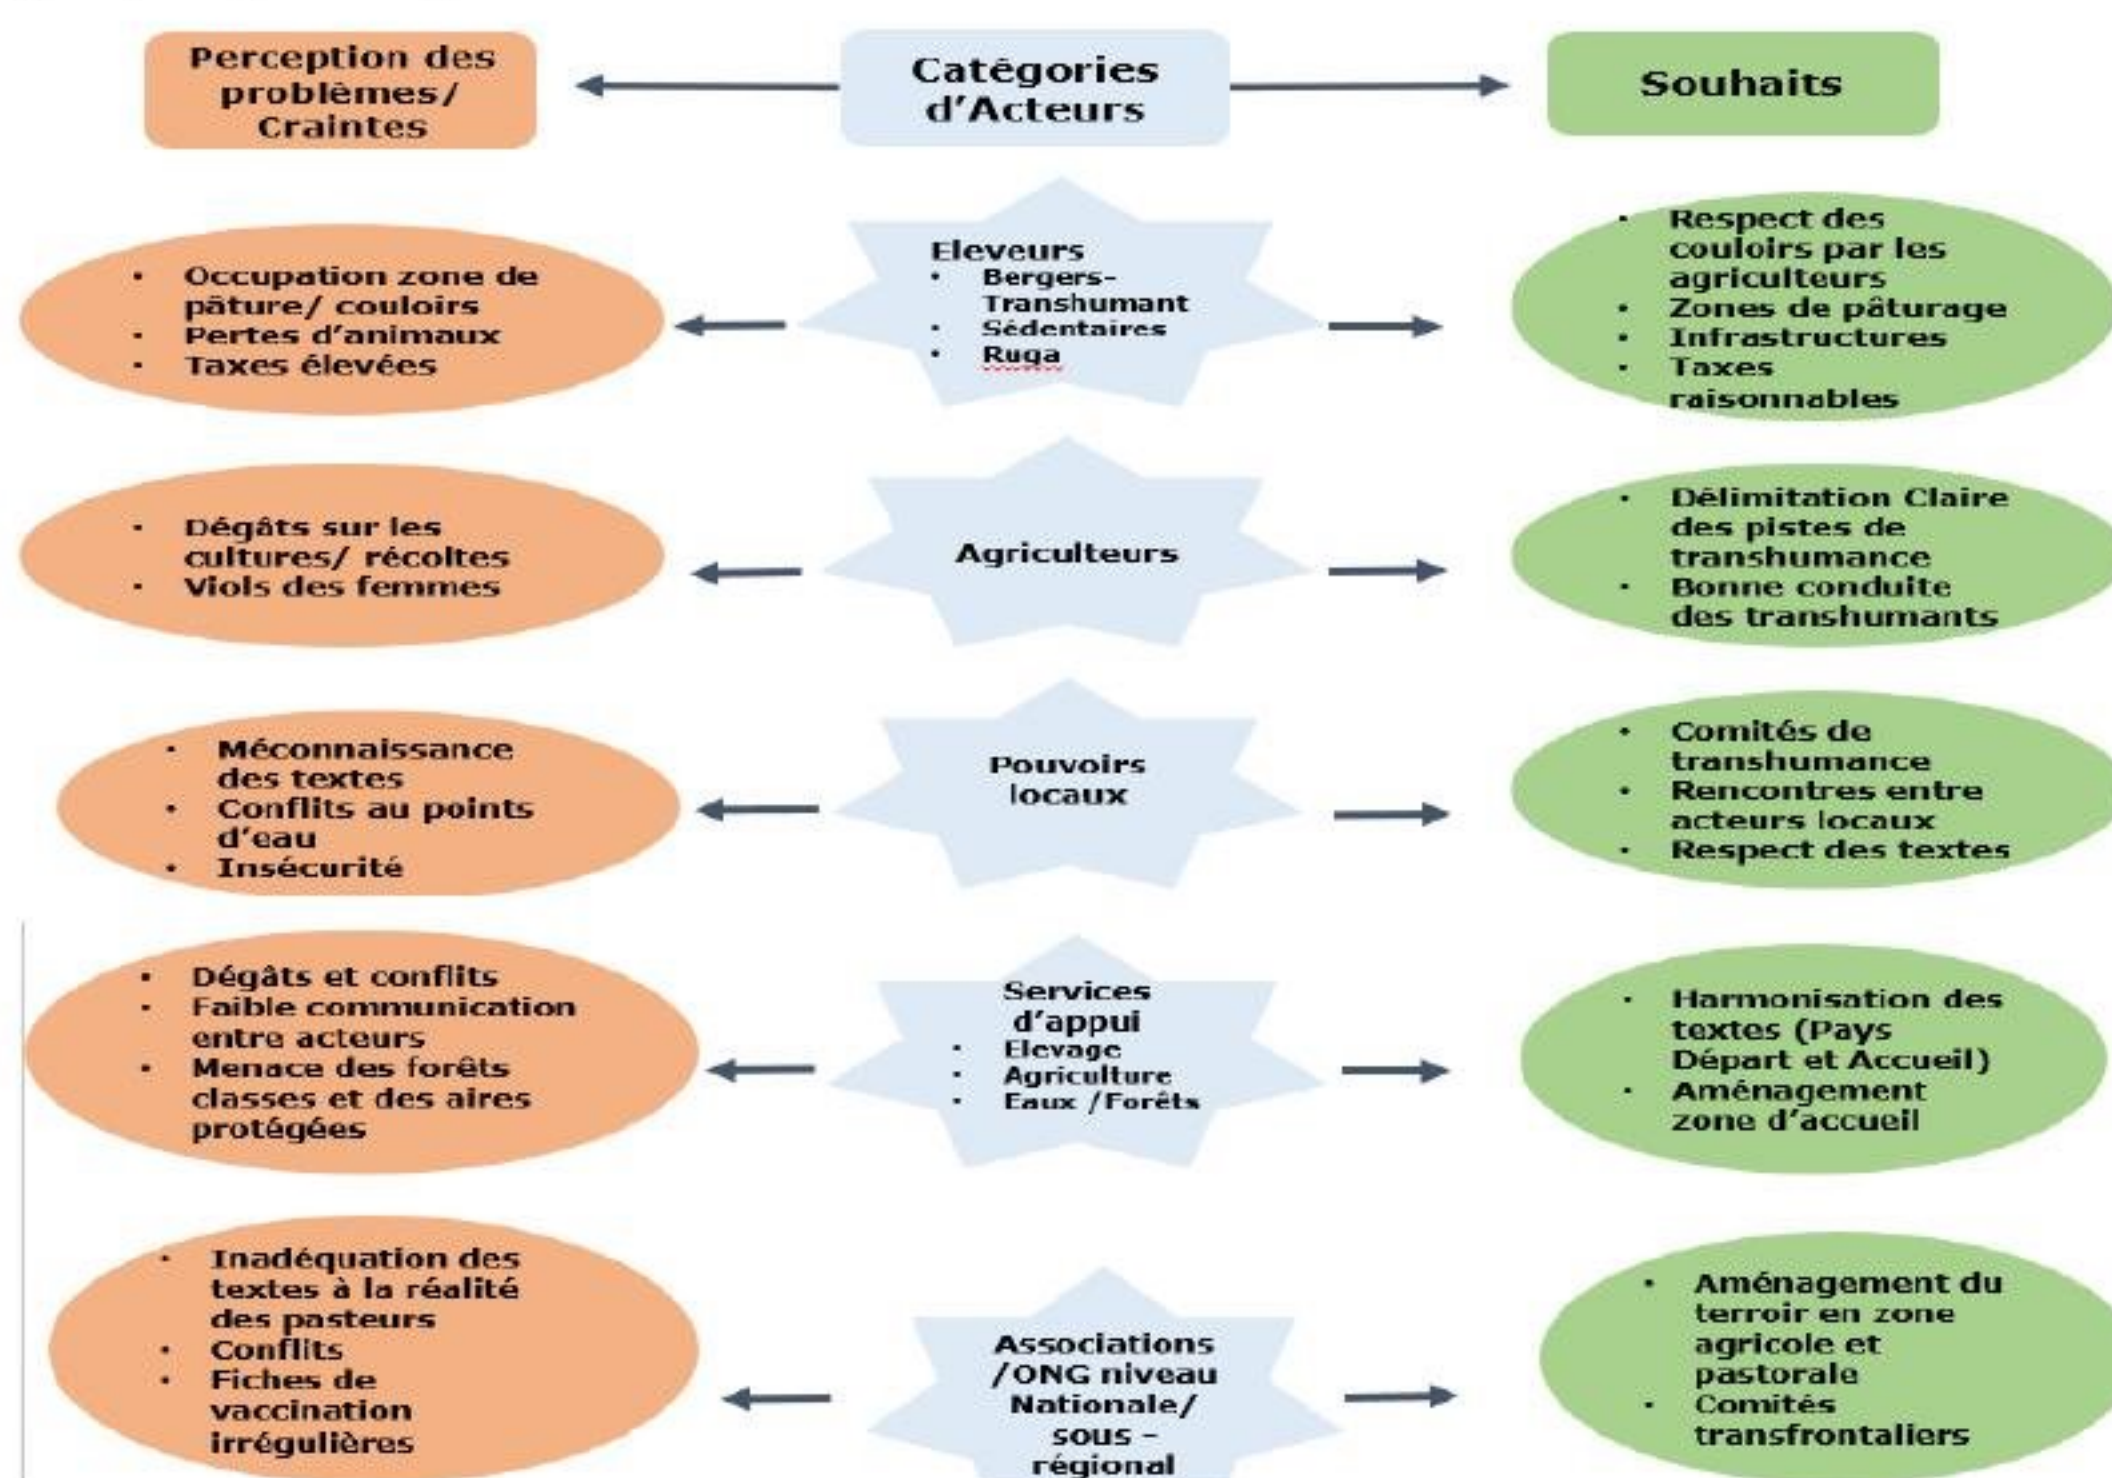 Perception des
problèmes/
Craintes
Catégories
d'Acteurs
Souhaits
• Occupation zone de
pâture/ couloirs
• Pertes d'animaux
• Taxes élevées
Eleveurs
• Bergers-
Transhumant
• Sédentaires
• Ruga
• Respect des
couloirs par les
agriculteurs
• Zones de pâturage
• Infrastructures
• Taxes
raisonnables
• Dégâts sur les
cultures/ récoltes
• Viols des femmes
Agriculteurs
• Délimitation Claire
des pistes de
transhumance
• Bonne conduite
des transhumants
• Méconnaissance
des textes
• Conflits au points
d'eau
• Insécurité
Pouvoirs
locaux
• Comités de
transhumance
• Rencontres entre
acteurs locaux
• Respect des textes
• Dégâts et conflits
• Faible communication
entre acteurs
• Menace des forêts
classes et des aires
protégées
Services
d'appui
• Elevage
• Agriculture
• Eaux /Forêts
• Harmonisation des
textes (Pays
Départ et Accueil)
• Aménagement
zone d'accueil
• Inadéquation des
textes à la réalité
des pasteurs
• Conflits
• Fiches de
vaccination
irrégulières
Associations
/ONG niveau
Nationale/
sous –
régional
• Aménagement du
terroir en zone
agricole et
pastorale
• Comités
transfrontaliers